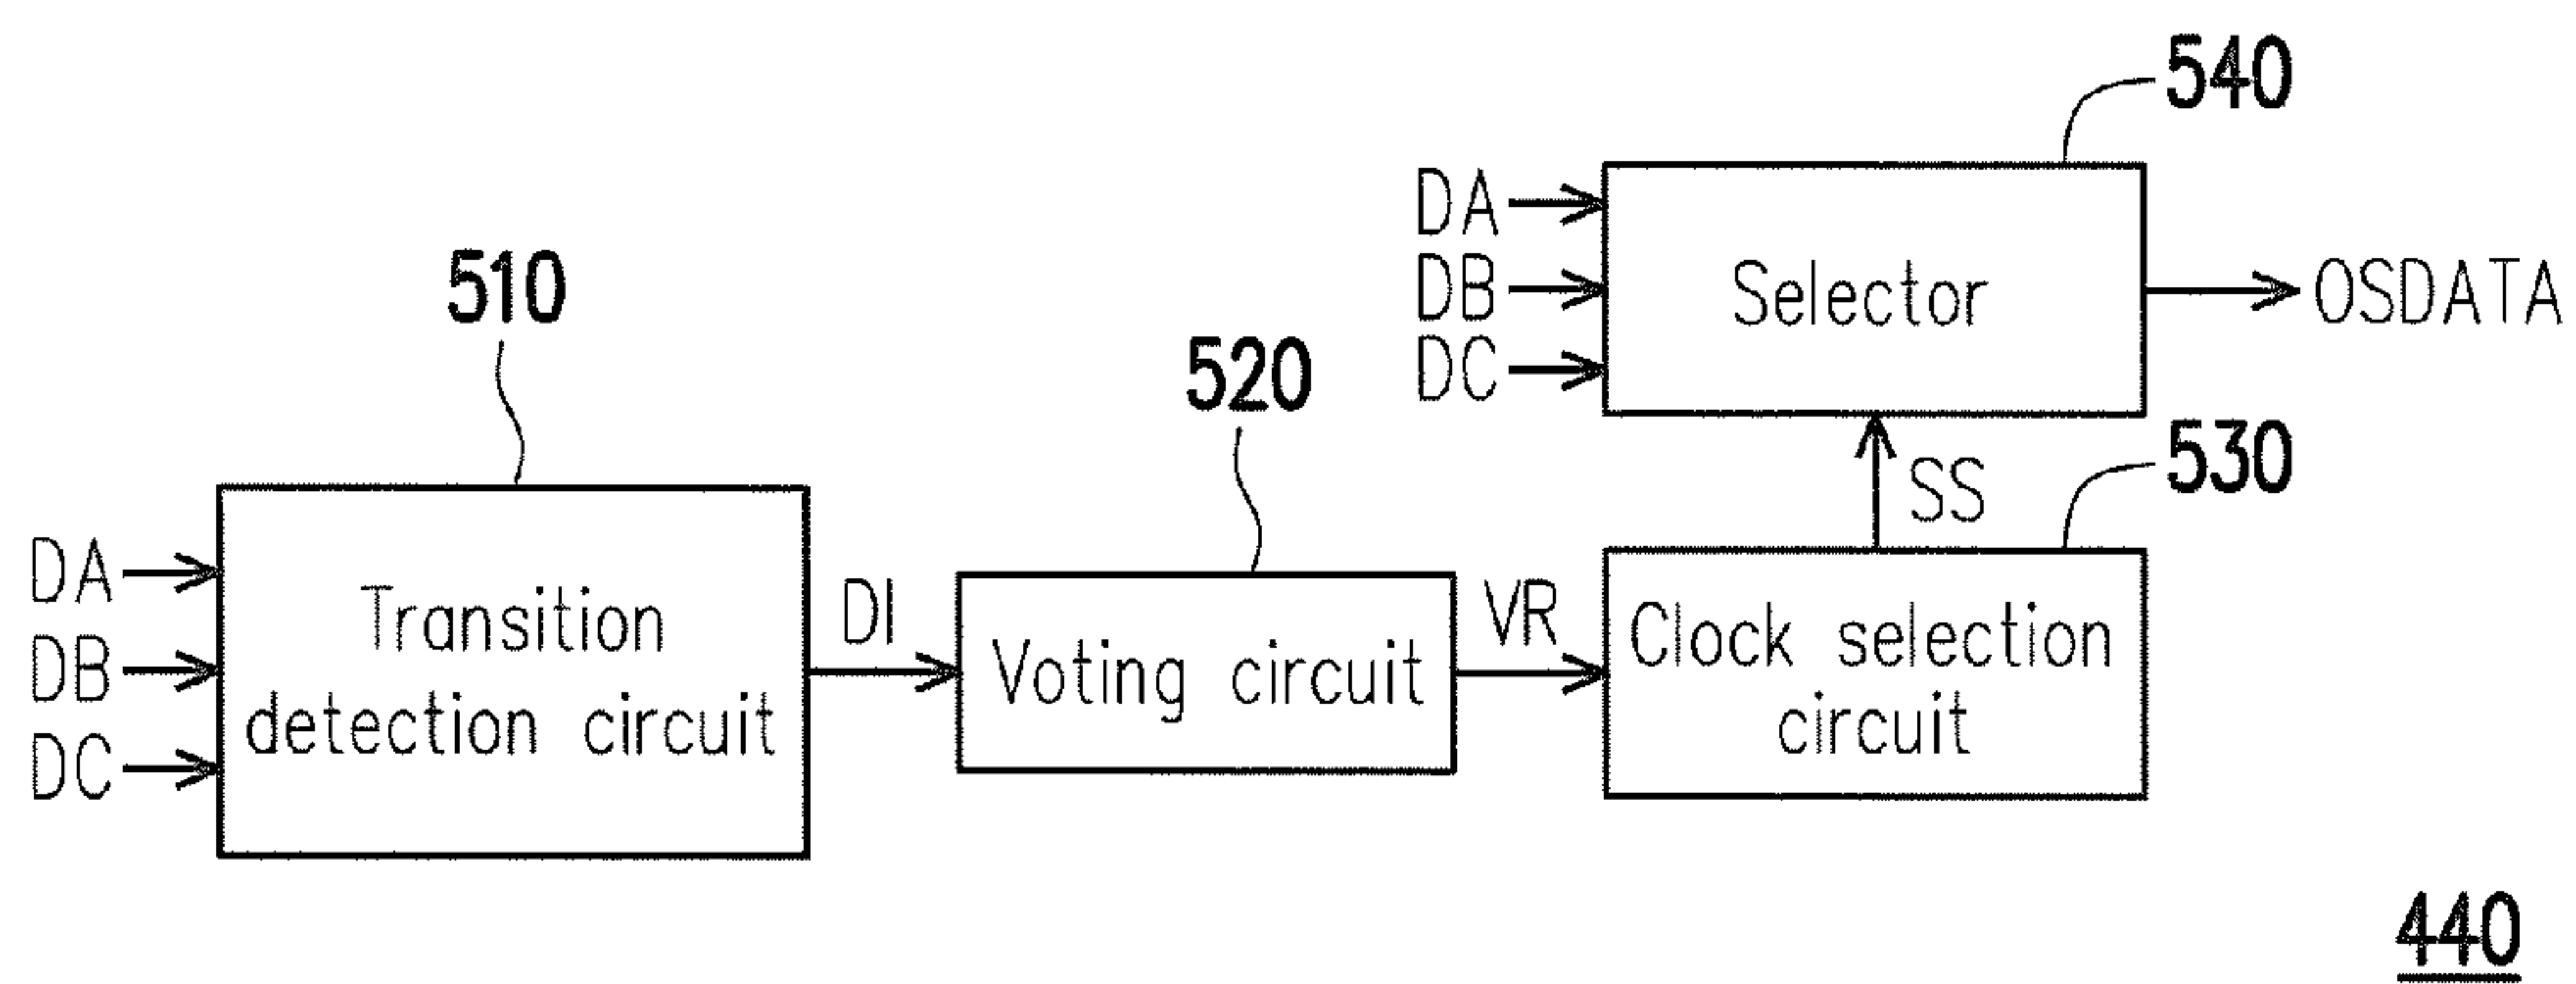 540
DA
DB
DC
Selector
OSDATA
510
520
SS
530
DA
DB
DC
Transition
detection circuit
DI
Voting circuit
VR
Clock selection
circuit
440